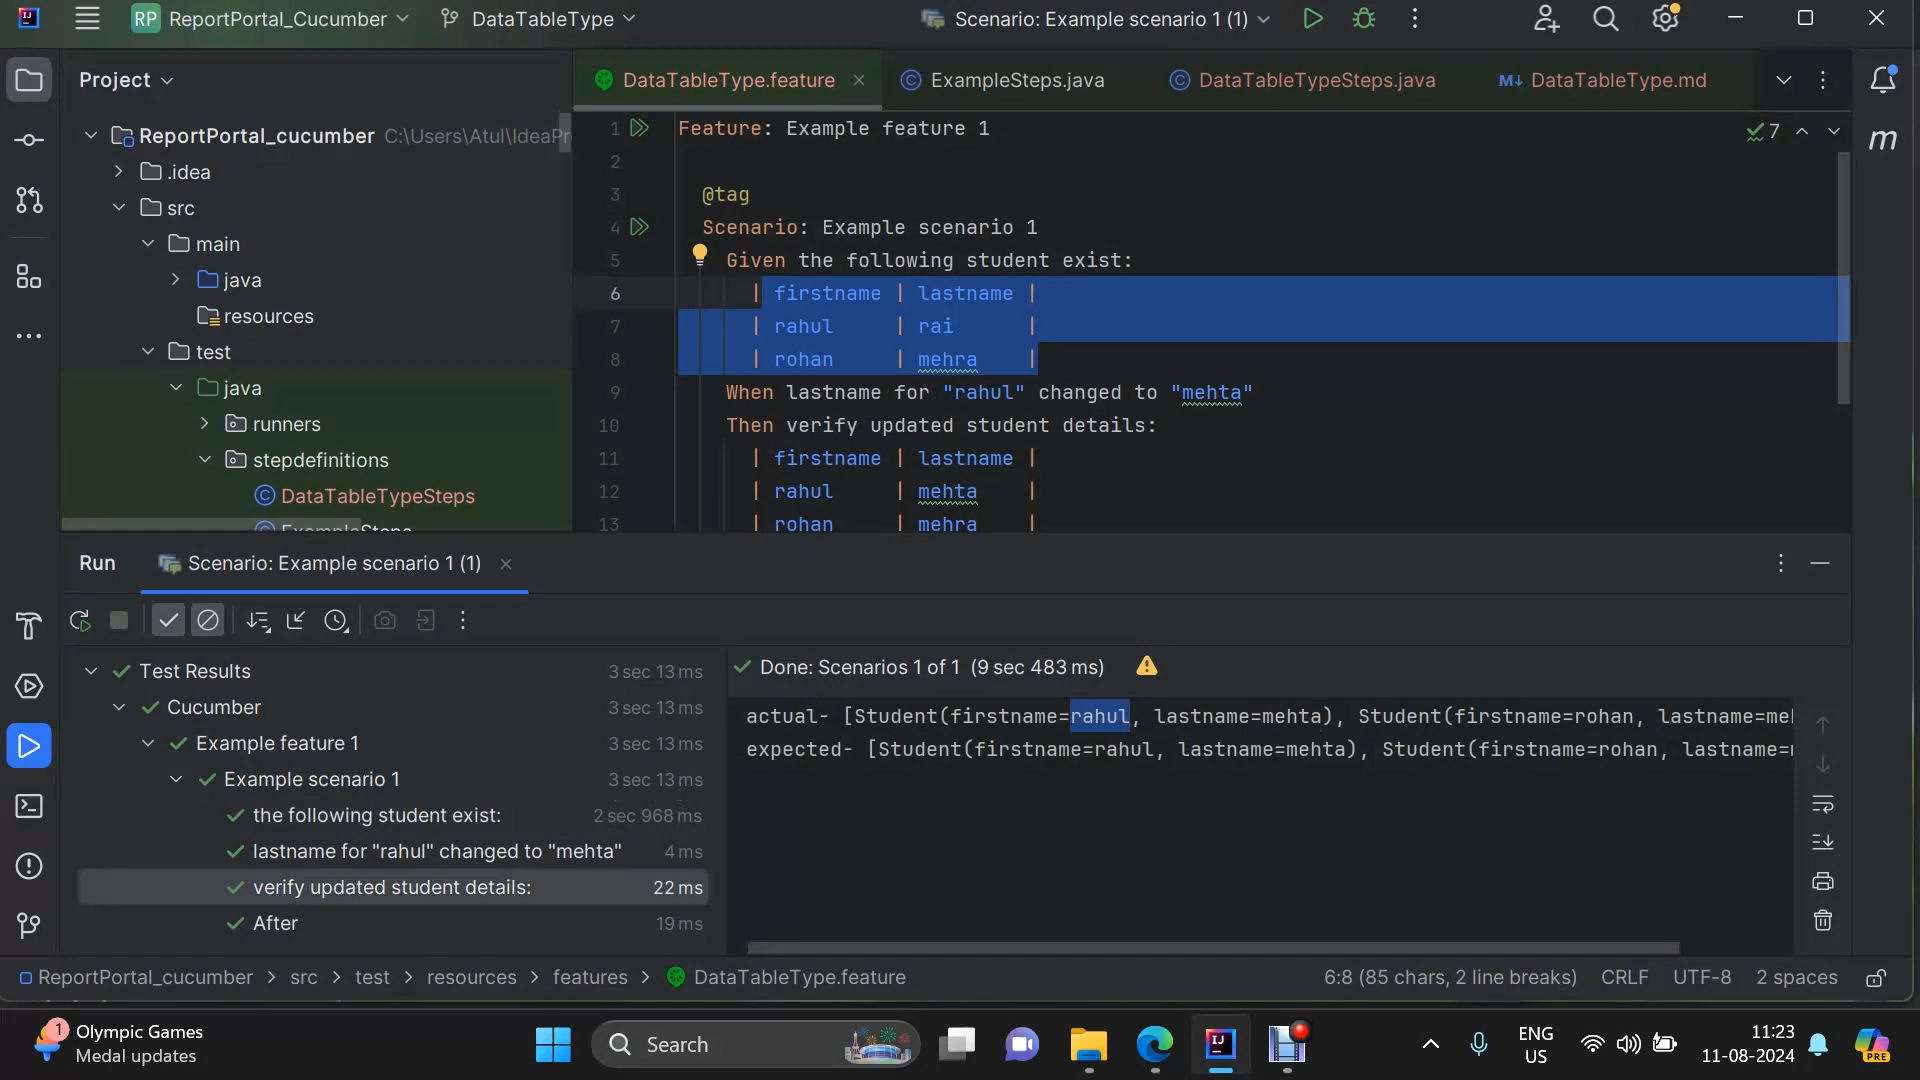 RP ReportPortal_Cucumber DataTableType Scenario: Example scenario 1 (1)
Project
DataTableType.feature ExampleSteps.java DataTableTypeSteps.java M↓ DataTableType.md
ReportPortal_cucumber C:\Users\Atul\IdeaPr
.idea
src
main
java
resources
test
java
runners
stepdefinitions
DataTableTypeSteps
ExampleSteps
1 Feature: Example feature 1
7
2
3 @tag
4 Scenario: Example scenario 1
5 Given the following student exist:
6 | firstname | lastname |
7 | rahul | rai |
8 | rohan | mehra |
9 When lastname for "rahul" changed to "mehta"
10 Then verify updated student details:
11 | firstname | lastname |
12 | rahul | mehta |
13 | rohan | mehra |
Run Scenario: Example scenario 1 (1)
Test Results 3 sec 13 ms
Cucumber 3 sec 13 ms
Example feature 1 3 sec 13 ms
Example scenario 1 3 sec 13 ms
the following student exist: 2 sec 968 ms
lastname for "rahul" changed to "mehta" 4 ms
verify updated student details: 22 ms
After 19 ms
Done: Scenarios 1 of 1 (9 sec 483 ms)
actual- [Student(firstname=rahul, lastname=mehta), Student(firstname=rohan, lastname=me
expected- [Student(firstname=rahul, lastname=mehta), Student(firstname=rohan, lastname=
ReportPortal_cucumber > src > test > resources > features > DataTableType.feature
6:8 (85 chars, 2 line breaks) CRLF UTF-8 2 spaces
1 Olympic Games
Medal updates
Search
ENG
US
11:23
11-08-2024
PRE